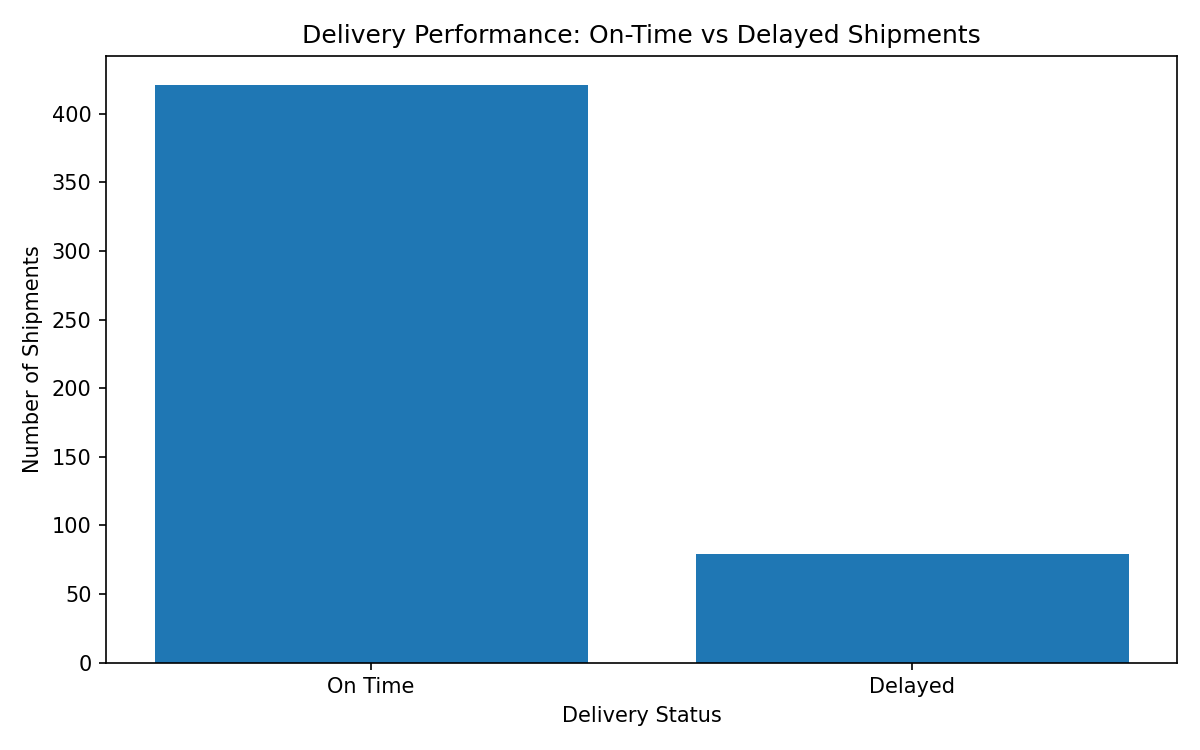 Delivery Performance: On-Time vs Delayed Shipments
Number of Shipments
400
350
300
250
200
150
100
50
0
On Time
Delayed
Delivery Status